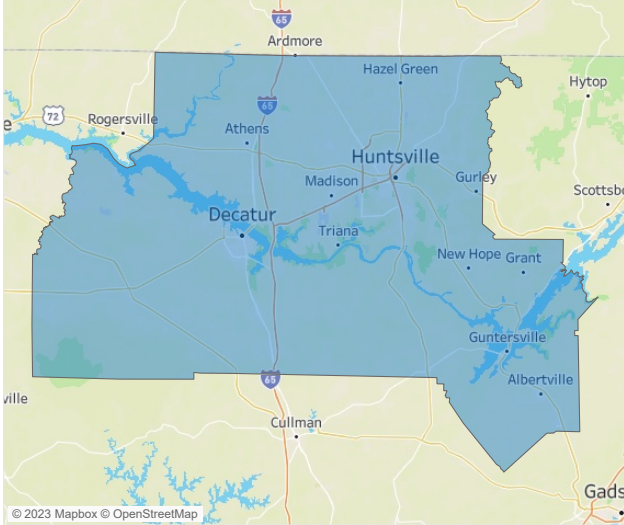 65
Ardmore
Hazel Green
Hytop
65
72
Rogersville
Athens
Huntsville
Madison
Gurley
Scottsbo
Decatur
Triana
New Hope
Grant
Guntersville
65
Albertville
ville
Cullman
Gads
© 2023 Mapbox © OpenStreetMap